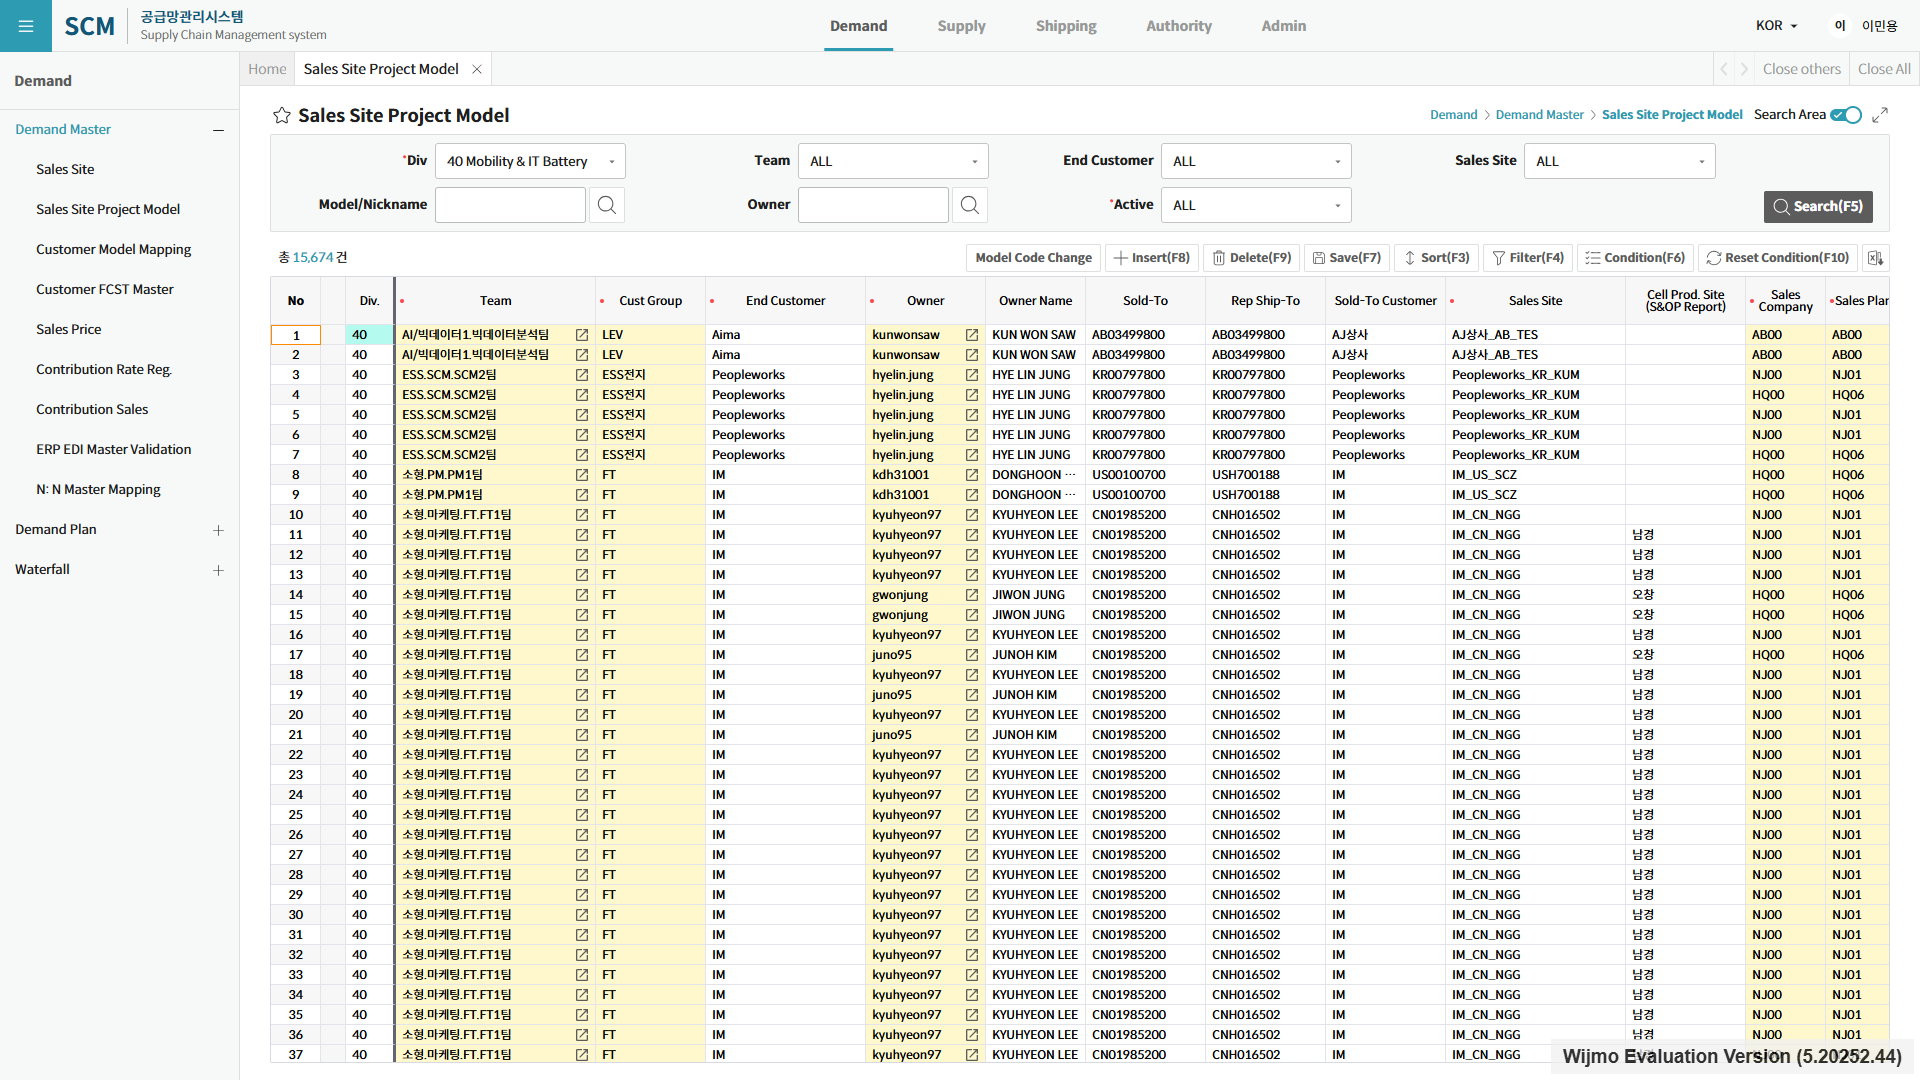 SCM
공급망관리시스템
Supply Chain Management system
Demand Supply Shipping Authority Admin
KOR
이 이민용
Demand
Demand Master
Sales Site
Sales Site Project Model
Customer Model Mapping
Customer FCST Master
Sales Price
Contribution Rate Reg.
Contribution Sales
ERP EDI Master Validation
N: N Master Mapping
Demand Plan
Waterfall
Home Sales Site Project Model Close others Close All
Sales Site Project Model
Demand > Demand Master > Sales Site Project Model Search Area
*Div 40 Mobility & IT Battery Team ALL End Customer ALL Sales Site ALL
Model/Nickname Owner *Active ALL Search(F5)
총 15,674 건
Model Code Change Insert(F8) Delete(F9) Save(F7) Sort(F3) Filter(F4) Condition(F6) Reset Condition(F10)
No Div. Team Cust Group End Customer Owner Owner Name Sold-To Rep Ship-To Sold-To Customer Sales Site Cell Prod. Site (S&OP Report) Sales Company Sales Plan
1 40 AI/빅데이터1.빅데이터분석팀 LEV Aima kunwonsaw KUN WON SAW AB03499800 AB03499800 AJ상사 AJ상사_AB_TES AB00 AB00
2 40 AI/빅데이터1.빅데이터분석팀 LEV Aima kunwonsaw KUN WON SAW AB03499800 AB03499800 AJ상사 AJ상사_AB_TES AB00 AB00
3 40 ESS.SCM.SCM2팀 ESS전지 Peopleworks hyelin.jung HYE LIN JUNG KR00797800 KR00797800 Peopleworks Peopleworks_KR_KUM NJ00 NJ01
4 40 ESS.SCM.SCM2팀 ESS전지 Peopleworks hyelin.jung HYE LIN JUNG KR00797800 KR00797800 Peopleworks Peopleworks_KR_KUM HQ00 HQ06
5 40 ESS.SCM.SCM2팀 ESS전지 Peopleworks hyelin.jung HYE LIN JUNG KR00797800 KR00797800 Peopleworks Peopleworks_KR_KUM NJ00 NJ01
6 40 ESS.SCM.SCM2팀 ESS전지 Peopleworks hyelin.jung HYE LIN JUNG KR00797800 KR00797800 Peopleworks Peopleworks_KR_KUM NJ00 NJ01
7 40 ESS.SCM.SCM2팀 ESS전지 Peopleworks hyelin.jung HYE LIN JUNG KR00797800 KR00797800 Peopleworks Peopleworks_KR_KUM HQ00 HQ06
8 40 소형.PM.PM1팀 FT IM kdh31001 DONGHOON ··· US00100700 USH700188 IM IM_US_SCZ HQ00 HQ06
9 40 소형.PM.PM1팀 FT IM kdh31001 DONGHOON ··· US00100700 USH700188 IM IM_US_SCZ HQ00 HQ06
10 40 소형.마케팅.FT.FT1팀 FT IM kyuhyeon97 KYUHYEON LEE CN01985200 CNH016502 IM IM_CN_NGG NJ00 NJ01
11 40 소형.마케팅.FT.FT1팀 FT IM kyuhyeon97 KYUHYEON LEE CN01985200 CNH016502 IM IM_CN_NGG 남경 NJ00 NJ01
12 40 소형.마케팅.FT.FT1팀 FT IM kyuhyeon97 KYUHYEON LEE CN01985200 CNH016502 IM IM_CN_NGG 남경 NJ00 NJ01
13 40 소형.마케팅.FT.FT1팀 FT IM kyuhyeon97 KYUHYEON LEE CN01985200 CNH016502 IM IM_CN_NGG 남경 NJ00 NJ01
14 40 소형.마케팅.FT.FT1팀 FT IM gwonjung JIWON JUNG CN01985200 CNH016502 IM IM_CN_NGG 오창 HQ00 HQ06
15 40 소형.마케팅.FT.FT1팀 FT IM gwonjung JIWON JUNG CN01985200 CNH016502 IM IM_CN_NGG 오창 HQ00 HQ06
16 40 소형.마케팅.FT.FT1팀 FT IM kyuhyeon97 KYUHYEON LEE CN01985200 CNH016502 IM IM_CN_NGG 남경 NJ00 NJ01
17 40 소형.마케팅.FT.FT1팀 FT IM juno95 JUNOH KIM CN01985200 CNH016502 IM IM_CN_NGG 오창 HQ00 HQ06
18 40 소형.마케팅.FT.FT1팀 FT IM kyuhyeon97 KYUHYEON LEE CN01985200 CNH016502 IM IM_CN_NGG 남경 NJ00 NJ01
19 40 소형.마케팅.FT.FT1팀 FT IM juno95 JUNOH KIM CN01985200 CNH016502 IM IM_CN_NGG 남경 NJ00 NJ01
20 40 소형.마케팅.FT.FT1팀 FT IM kyuhyeon97 KYUHYEON LEE CN01985200 CNH016502 IM IM_CN_NGG 남경 NJ00 NJ01
21 40 소형.마케팅.FT.FT1팀 FT IM juno95 JUNOH KIM CN01985200 CNH016502 IM IM_CN_NGG 남경 NJ00 NJ01
22 40 소형.마케팅.FT.FT1팀 FT IM kyuhyeon97 KYUHYEON LEE CN01985200 CNH016502 IM IM_CN_NGG 남경 NJ00 NJ01
23 40 소형.마케팅.FT.FT1팀 FT IM kyuhyeon97 KYUHYEON LEE CN01985200 CNH016502 IM IM_CN_NGG 남경 NJ00 NJ01
24 40 소형.마케팅.FT.FT1팀 FT IM kyuhyeon97 KYUHYEON LEE CN01985200 CNH016502 IM IM_CN_NGG 남경 NJ00 NJ01
25 40 소형.마케팅.FT.FT1팀 FT IM kyuhyeon97 KYUHYEON LEE CN01985200 CNH016502 IM IM_CN_NGG 남경 NJ00 NJ01
26 40 소형.마케팅.FT.FT1팀 FT IM kyuhyeon97 KYUHYEON LEE CN01985200 CNH016502 IM IM_CN_NGG 남경 NJ00 NJ01
27 40 소형.마케팅.FT.FT1팀 FT IM kyuhyeon97 KYUHYEON LEE CN01985200 CNH016502 IM IM_CN_NGG 남경 NJ00 NJ01
28 40 소형.마케팅.FT.FT1팀 FT IM kyuhyeon97 KYUHYEON LEE CN01985200 CNH016502 IM IM_CN_NGG 남경 NJ00 NJ01
29 40 소형.마케팅.FT.FT1팀 FT IM kyuhyeon97 KYUHYEON LEE CN01985200 CNH016502 IM IM_CN_NGG 남경 NJ00 NJ01
30 40 소형.마케팅.FT.FT1팀 FT IM kyuhyeon97 KYUHYEON LEE CN01985200 CNH016502 IM IM_CN_NGG 남경 NJ00 NJ01
31 40 소형.마케팅.FT.FT1팀 FT IM kyuhyeon97 KYUHYEON LEE CN01985200 CNH016502 IM IM_CN_NGG 남경 NJ00 NJ01
32 40 소형.마케팅.FT.FT1팀 FT IM kyuhyeon97 KYUHYEON LEE CN01985200 CNH016502 IM IM_CN_NGG 남경 NJ00 NJ01
33 40 소형.마케팅.FT.FT1팀 FT IM kyuhyeon97 KYUHYEON LEE CN01985200 CNH016502 IM IM_CN_NGG 남경 NJ00 NJ01
34 40 소형.마케팅.FT.FT1팀 FT IM kyuhyeon97 KYUHYEON LEE CN01985200 CNH016502 IM IM_CN_NGG 남경 NJ00 NJ01
35 40 소형.마케팅.FT.FT1팀 FT IM kyuhyeon97 KYUHYEON LEE CN01985200 CNH016502 IM IM_CN_NGG 남경 NJ00 NJ01
36 40 소형.마케팅.FT.FT1팀 FT IM kyuhyeon97 KYUHYEON LEE CN01985200 CNH016502 IM IM_CN_NGG 남경 NJ00 NJ01
37 40 소형.마케팅.FT.FT1팀 FT IM kyuhyeon97 KYUHYEON LEE CN01985200 CNH016502 IM IM_CN_NGG
Wijmo Evaluation Version (5.20252.44)